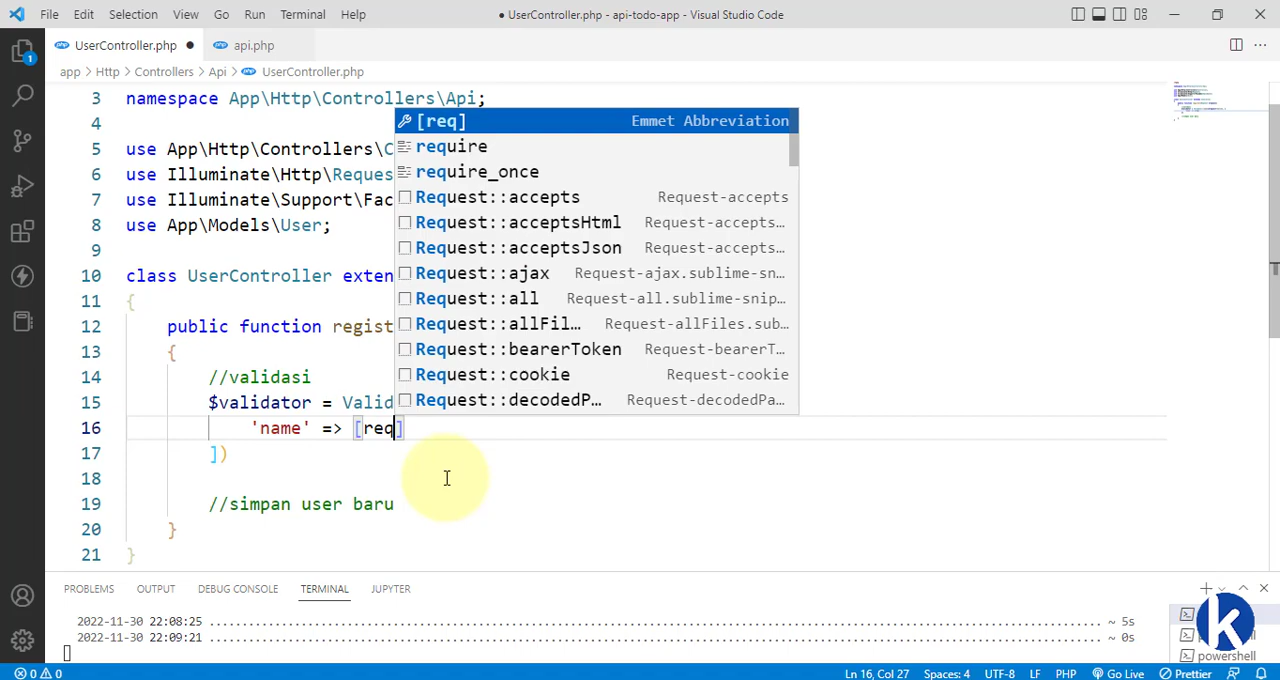 File Edit Selection View Go Run Terminal Help ● UserController.php - api-todo-app - Visual Studio Code
UserController.php ● api.php
app > Http > Controllers > Api > UserController.php
3 namespace App\Http\Controllers\Api;
4
5 use App\Http\Controllers\C
6 use Illuminate\Http\Reques
7 use Illuminate\Support\Fac
8 use App\Models\User;
9
10 class UserController exten
11 {
12 public function regist
13 {
14 //validasi
15 $validator = Valid
16 'name' => [req]
17 ])
18
19 //simpan user baru
20 }
21 }
[req] Emmet Abbreviation
require
require_once
Request::accepts Request-accepts
Request::acceptsHtml Request-accepts…
Request::acceptsJson Request-accepts…
Request::ajax Request-ajax.sublime-sn…
Request::all Request-all.sublime-snip…
Request::allFil… Request-allFiles.sub…
Request::bearerToken Request-bearerT…
Request::cookie Request-cookie
Request::decodedP… Request-decodedPa…
PROBLEMS OUTPUT DEBUG CONSOLE TERMINAL JUPYTER
2022-11-30 22:08:25 ........ ~ 5s
2022-11-30 22:09:21 ........ ~ 0s
powershell
k
1
0 0 Ln 16, Col 27 Spaces: 4 UTF-8 LF PHP Go Live Prettier